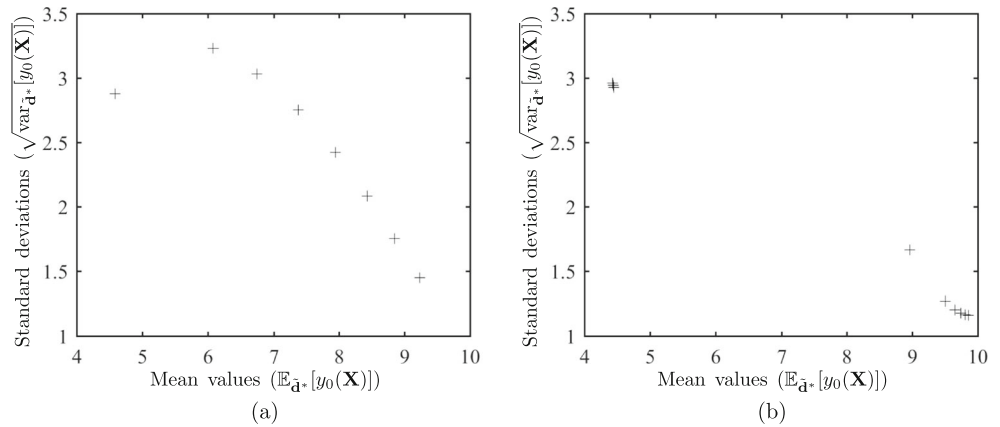 Standard deviations (√var_d̃*[y₀(𝐗)])
3.5
3
2.5
2
1.5
1
4 5 6 7 8 9 10
Mean values (𝔼_d̃*[y₀(𝐗)])
(a)
Standard deviations (√var_d̃*[y₀(𝐗)])
3.5
3
2.5
2
1.5
1
4 5 6 7 8 9 10
Mean values (𝔼_d̃*[y₀(𝐗)])
(b)